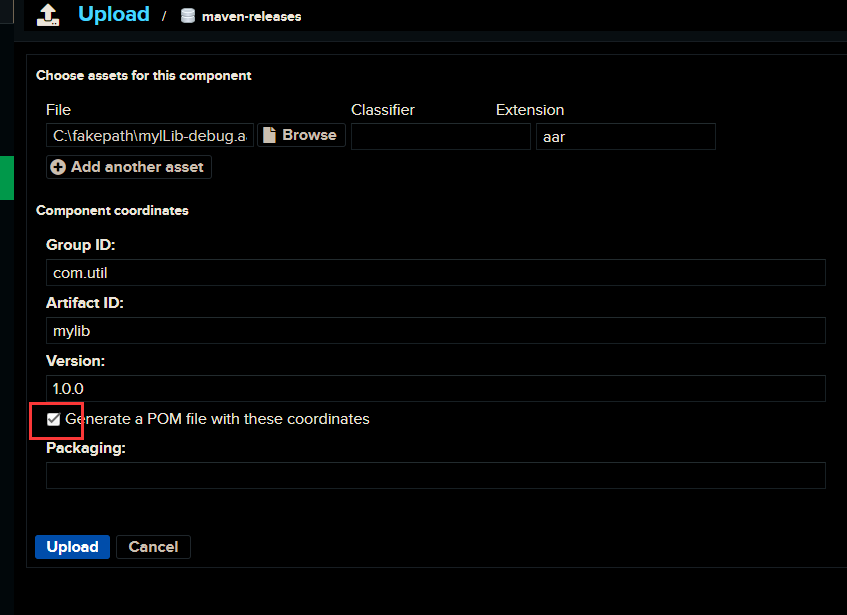 Upload / maven-releases
Choose assets for this component
File Classifier Extension
C:\fakepath\mylLib-debug.a Browse aar
Add another asset
Component coordinates
Group ID:
com.util
Artifact ID:
mylib
Version:
1.0.0
Generate a POM file with these coordinates
Packaging:
Upload Cancel